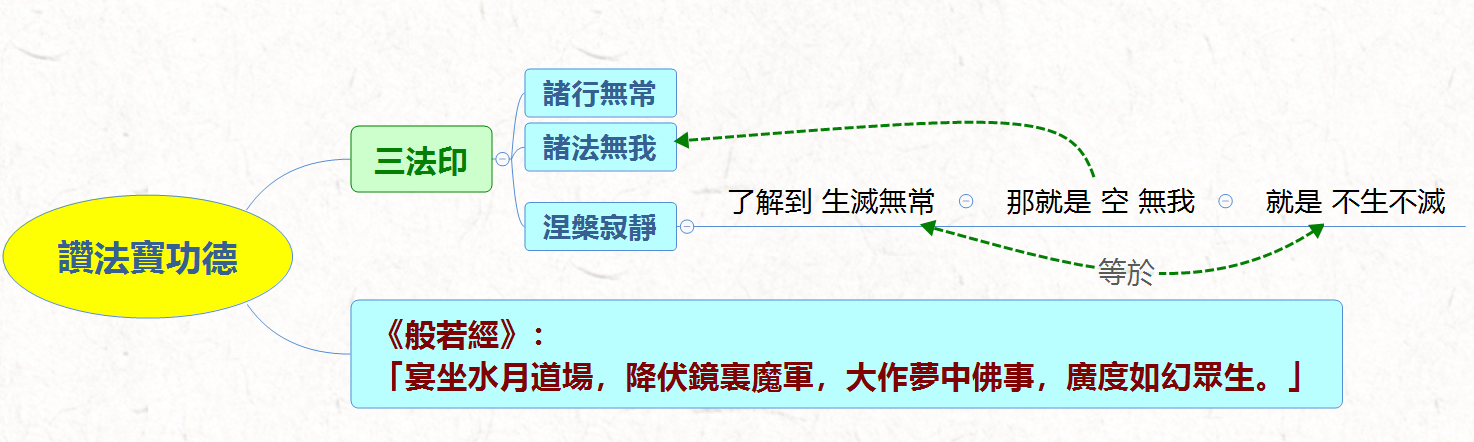 讚法寶功德
三法印
諸行無常
諸法無我
涅槃寂靜
了解到 生滅無常
那就是 空 無我
就是 不生不滅
等於
《般若經》：
「宴坐水月道場，降伏鏡裏魔軍，大作夢中佛事，廣度如幻眾生。」